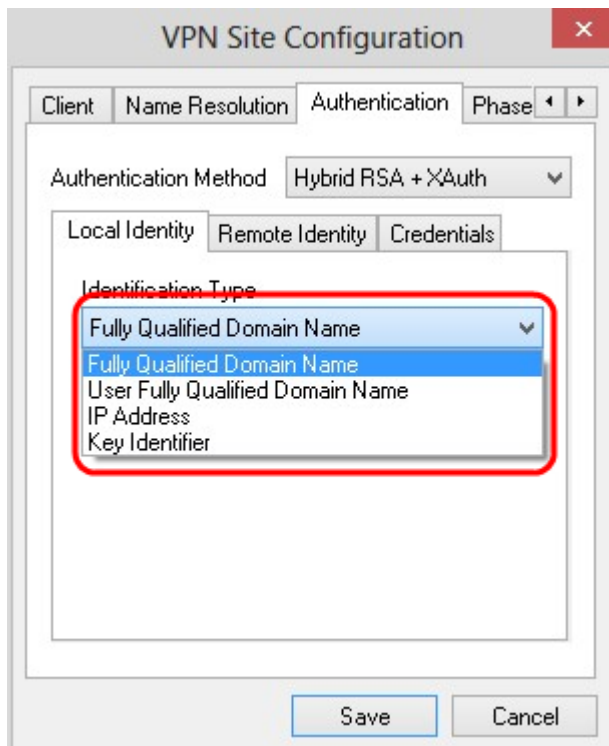 VPN Site Configuration
Client Name Resolution Authentication Phase
Authentication Method Hybrid RSA + XAuth
Local Identity Remote Identity Credentials
Identification Type
Fully Qualified Domain Name
Fully Qualified Domain Name
User Fully Qualified Domain Name
IP Address
Key Identifier
Save Cancel